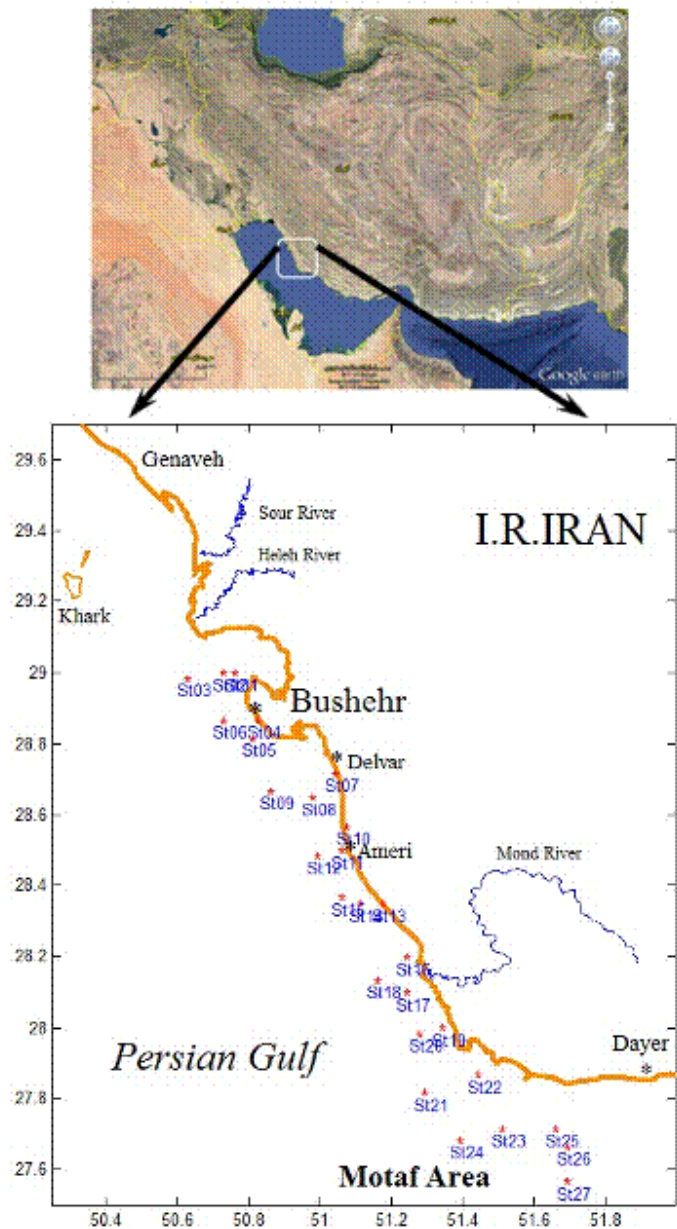 Google earth
29.6
Genaveh
Sour River
I.R.IRAN
29.4
Heleh River
29.2
Khark
29
St03
Bushehr
28.8
St06
St04
St05
Delvar
St07
St09
St08
28.6
St10
Ameri
St12
St11
Mond River
28.4
St13
28.2
St18
St17
28
St19
St20
Persian Gulf
Dayer
St22
27.8
St21
St24
St23
St25
St26
27.6
Motaf Area
St27
50.4
50.6
50.8
51
51.2
51.4
51.6
51.8